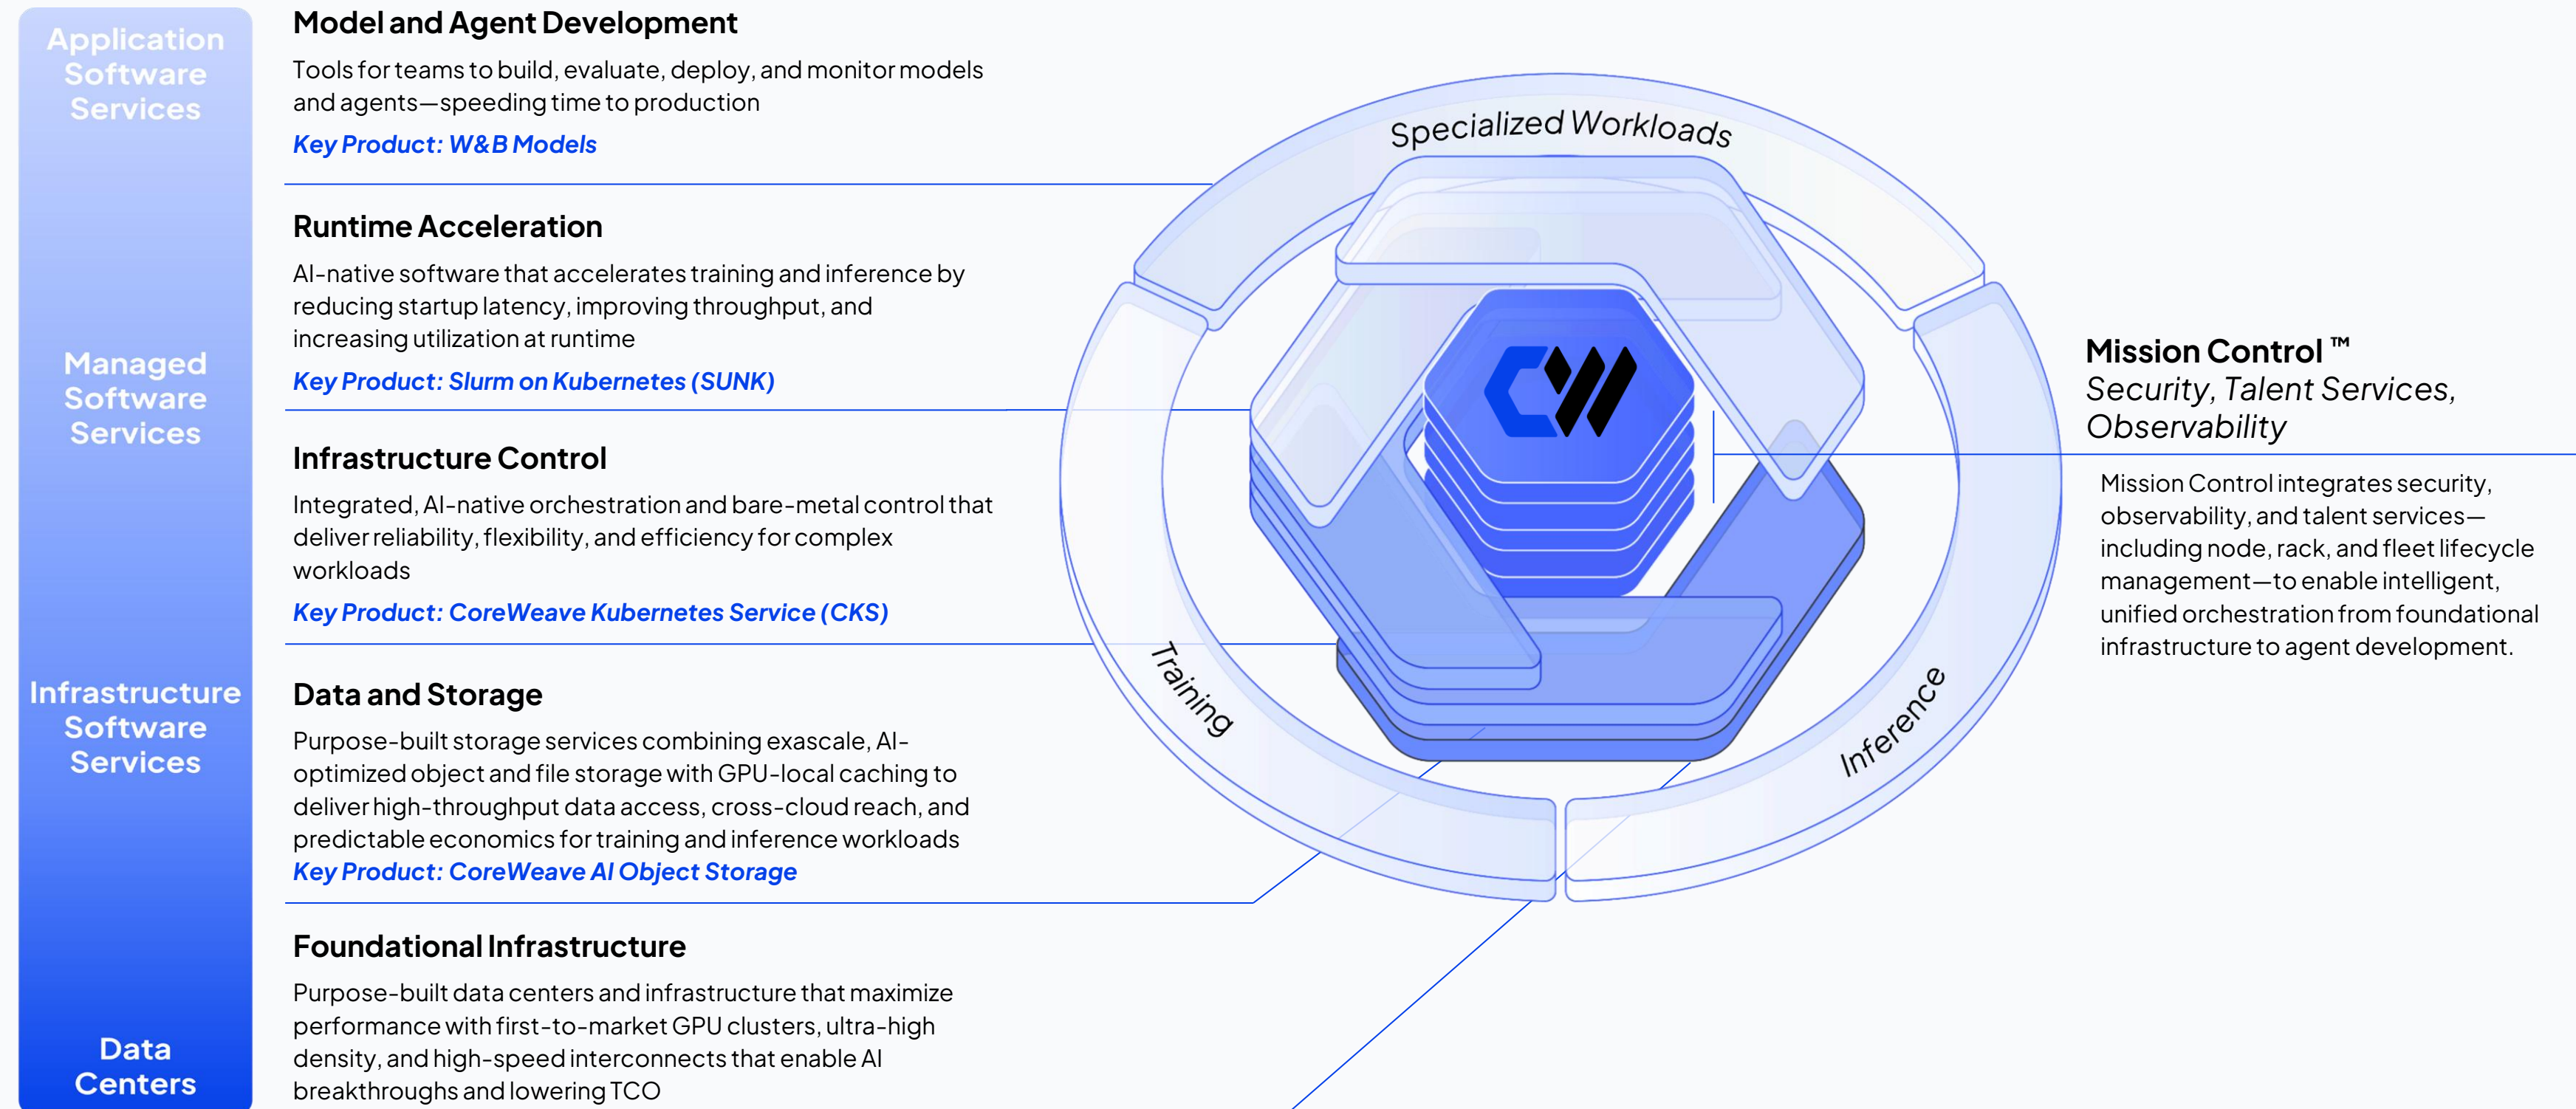 Application
Software
Services
Managed
Software
Services
Infrastructure
Software
Services
Data
Centers
Model and Agent Development
Tools for teams to build, evaluate, deploy, and monitor models
and agents—speeding time to production
Key Product: W&B Models
Runtime Acceleration
AI-native software that accelerates training and inference by
reducing startup latency, improving throughput, and
increasing utilization at runtime
Key Product: Slurm on Kubernetes (SUNK)
Infrastructure Control
Integrated, AI-native orchestration and bare-metal control that
deliver reliability, flexibility, and efficiency for complex
workloads
Key Product: CoreWeave Kubernetes Service (CKS)
Data and Storage
Purpose-built storage services combining exascale, AI-
optimized object and file storage with GPU-local caching to
deliver high-throughput data access, cross-cloud reach, and
predictable economics for training and inference workloads
Key Product: CoreWeave AI Object Storage
Foundational Infrastructure
Purpose-built data centers and infrastructure that maximize
performance with first-to-market GPU clusters, ultra-high
density, and high-speed interconnects that enable AI
breakthroughs and lowering TCO
Specialized Workloads
Training
Inference
Mission Control ™
Security, Talent Services,
Observability
Mission Control integrates security,
observability, and talent services—
including node, rack, and fleet lifecycle
management—to enable intelligent,
unified orchestration from foundational
infrastructure to agent development.